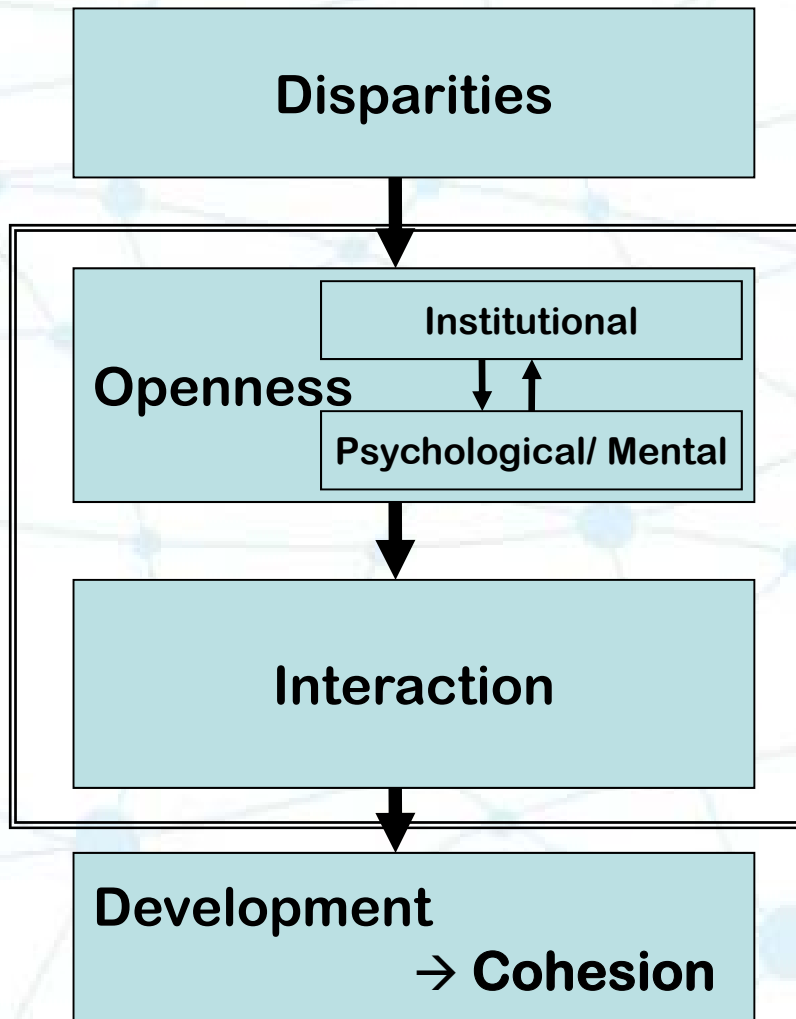 Disparities
Institutional
Openness
Psychological/ Mental
Interaction
Development
→ Cohesion